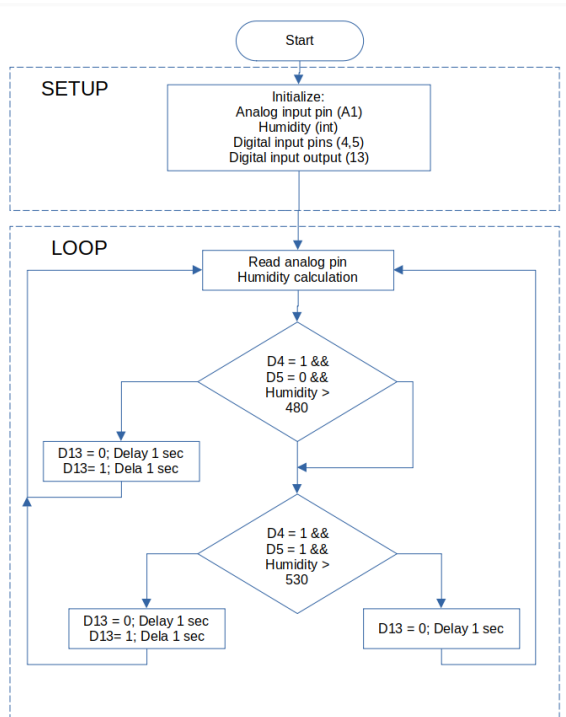 Start
SETUP
Initialize:
Analog input pin (A1)
Humidity (int)
Digital input pins (4,5)
Digital input output (13)
LOOP
Read analog pin
Humidity calculation
D4 = 1 &&
D5 = 0 &&
Humidity >
480
D13 = 0; Delay 1 sec
D13= 1; Dela 1 sec
D4 = 1 &&
D5 = 1 &&
Humidity >
530
D13 = 0; Delay 1 sec
D13= 1; Dela 1 sec
D13 = 0; Delay 1 sec